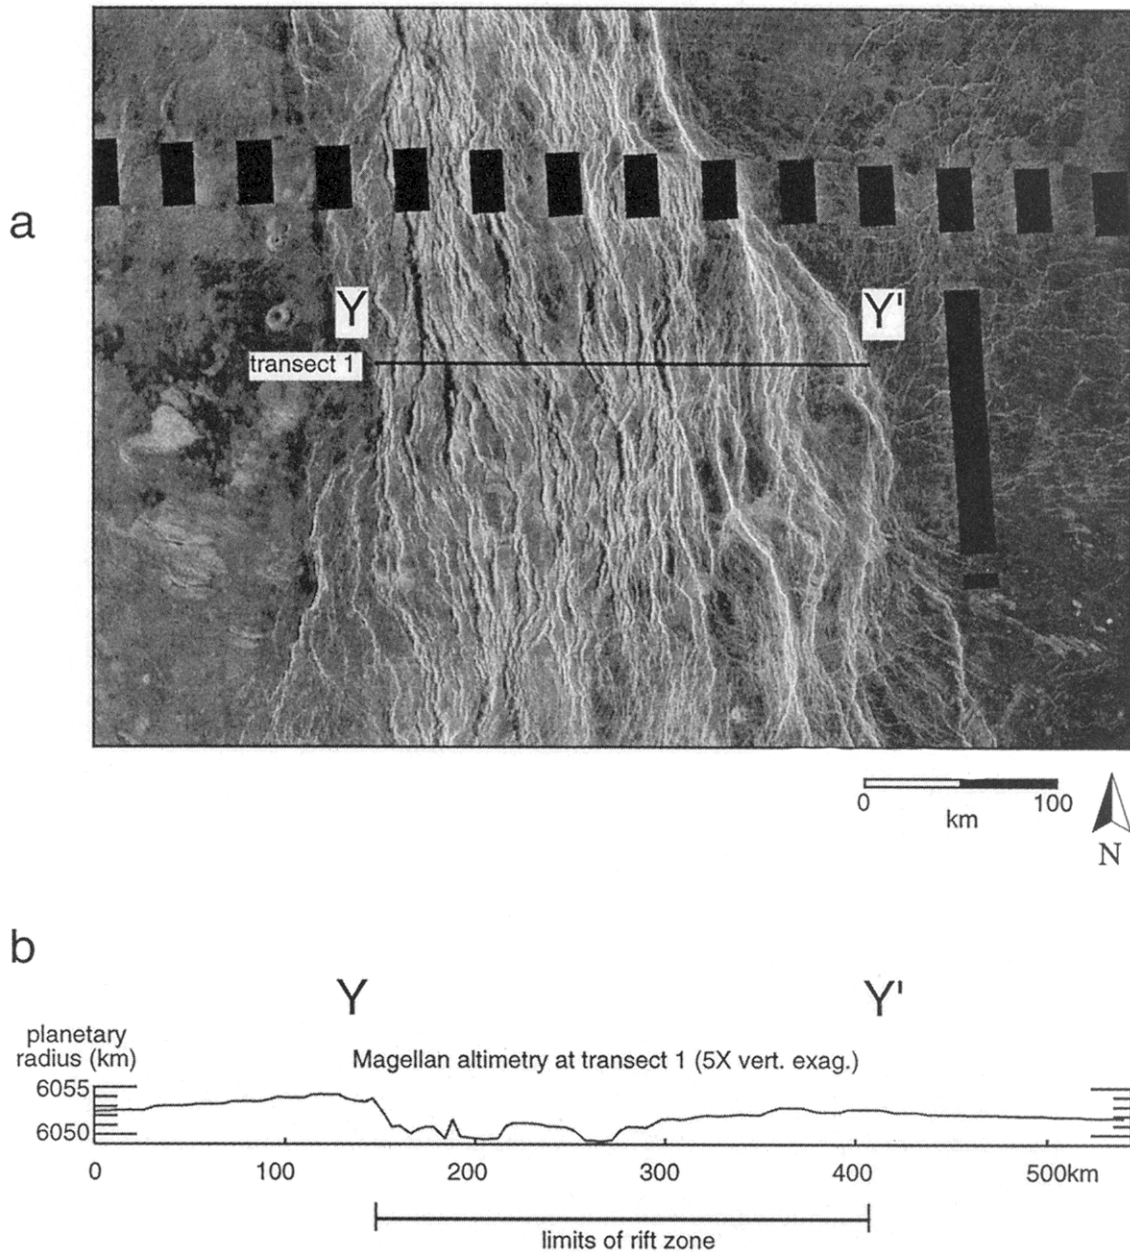 a
Y
Y'
transect 1
0
100
km
N
b
Y
Y'
planetary
radius (km)
Magellan altimetry at transect 1 (5X vert. exag.)
6055
6050
0
100
200
300
400
500km
limits of rift zone